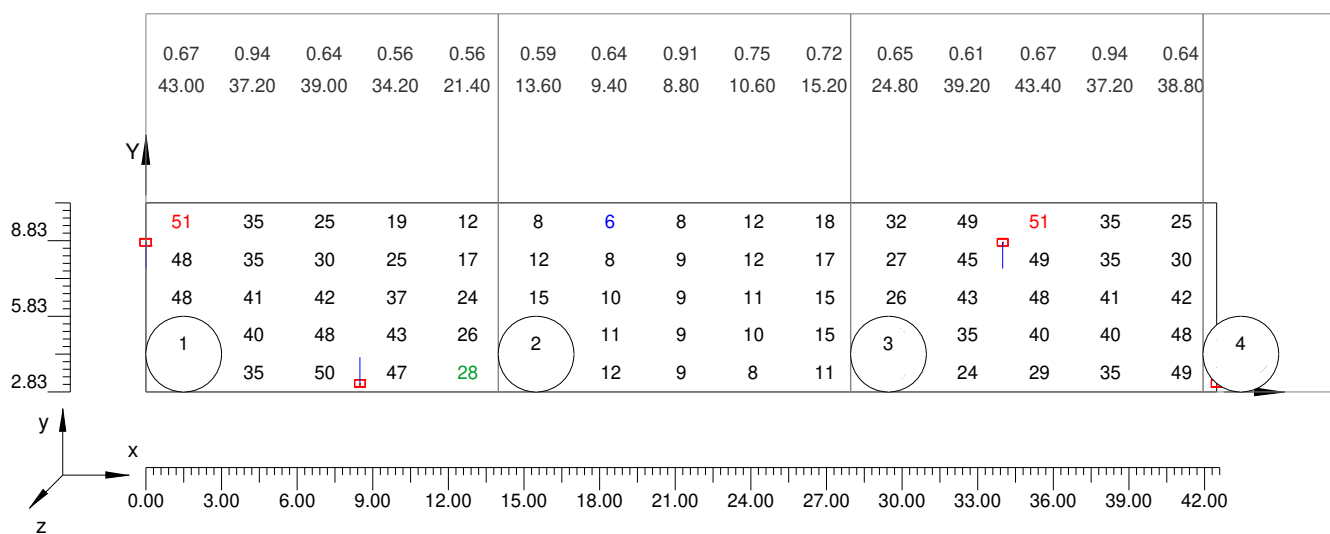 0.67 0.94 0.64 0.56 0.56 0.59 0.64 0.91 0.75 0.72 0.65 0.61 0.67 0.94 0.64
43.00 37.20 39.00 34.20 21.40 13.60 9.40 8.80 10.60 15.20 24.80 39.20 43.40 37.20 38.80
Y
8.83 51 35 25 19 12 8 6 8 12 18 32 49 51 35 25
48 35 30 25 17 12 8 9 12 17 27 45 49 35 30
5.83 48 41 42 37 24 15 10 9 11 15 26 43 48 41 42
1 40 48 43 26 2 11 9 10 15 3 35 40 40 48 4
2.83 35 50 47 28 12 9 8 11 24 29 35 49
y
x
z
0.00 3.00 6.00 9.00 12.00 15.00 18.00 21.00 24.00 27.00 30.00 33.00 36.00 39.00 42.00